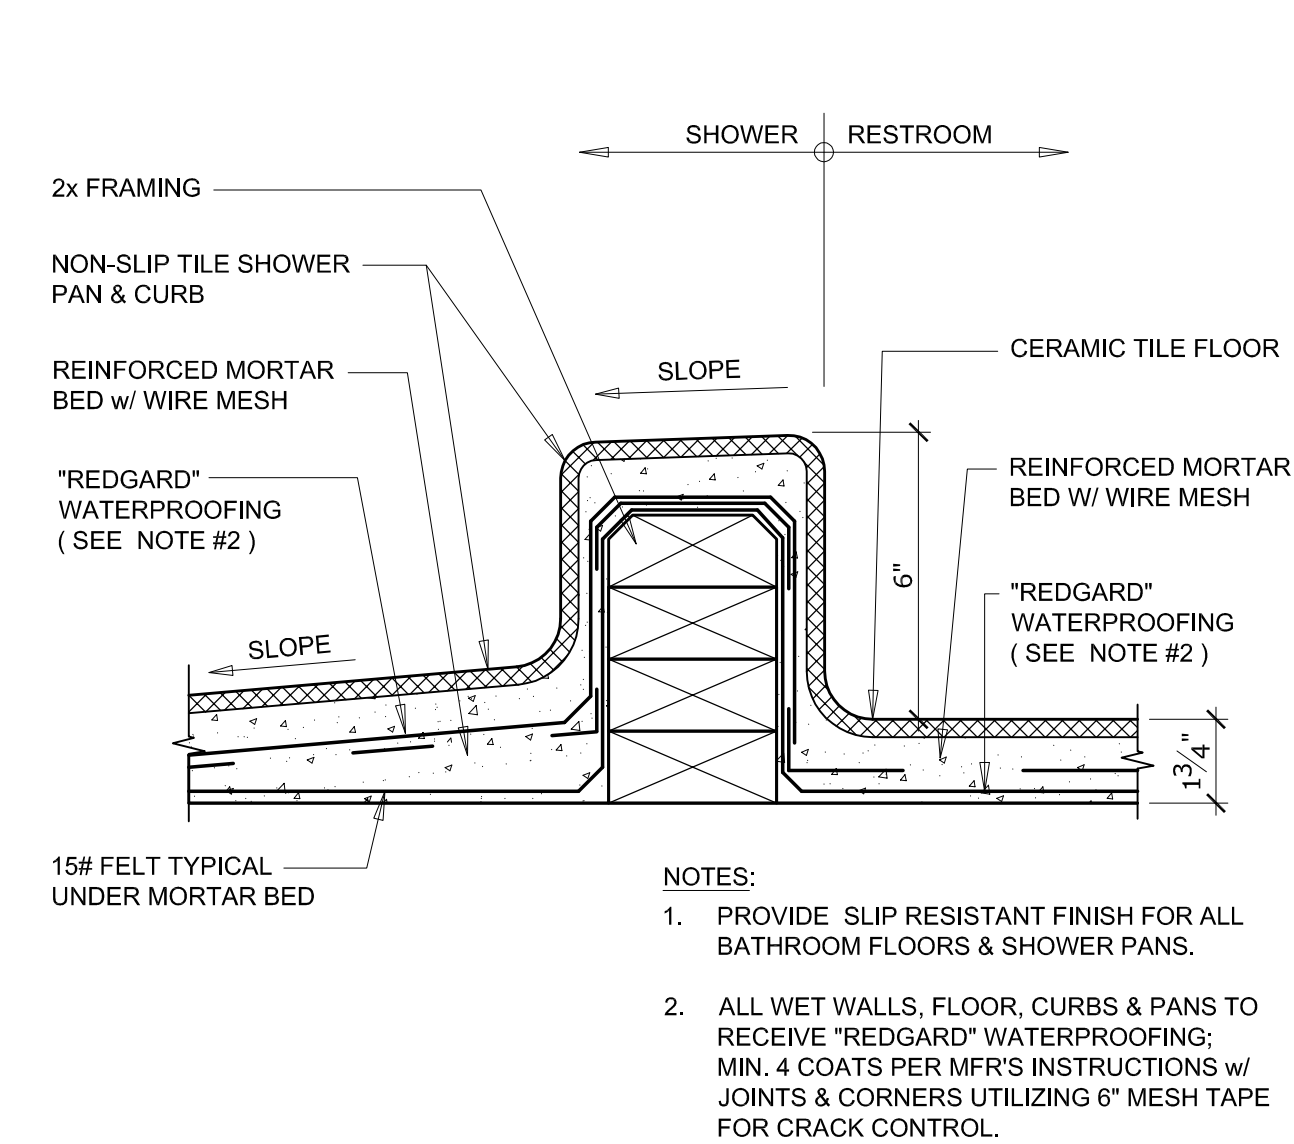 SHOWER RESTROOM
2x FRAMING
NON-SLIP TILE SHOWER
PAN & CURB
REINFORCED MORTAR
BED w/ WIRE MESH
"REDGARD"
WATERPROOFING
( SEE NOTE #2 )
SLOPE
SLOPE
15# FELT TYPICAL
UNDER MORTAR BED
CERAMIC TILE FLOOR
REINFORCED MORTAR
BED W/ WIRE MESH
6"
"REDGARD"
WATERPROOFING
( SEE NOTE #2 )
1 3/4"
NOTES:
1. PROVIDE SLIP RESISTANT FINISH FOR ALL
BATHROOM FLOORS & SHOWER PANS.
2. ALL WET WALLS, FLOOR, CURBS & PANS TO
RECEIVE "REDGARD" WATERPROOFING;
MIN. 4 COATS PER MFR'S INSTRUCTIONS w/
JOINTS & CORNERS UTILIZING 6" MESH TAPE
FOR CRACK CONTROL.